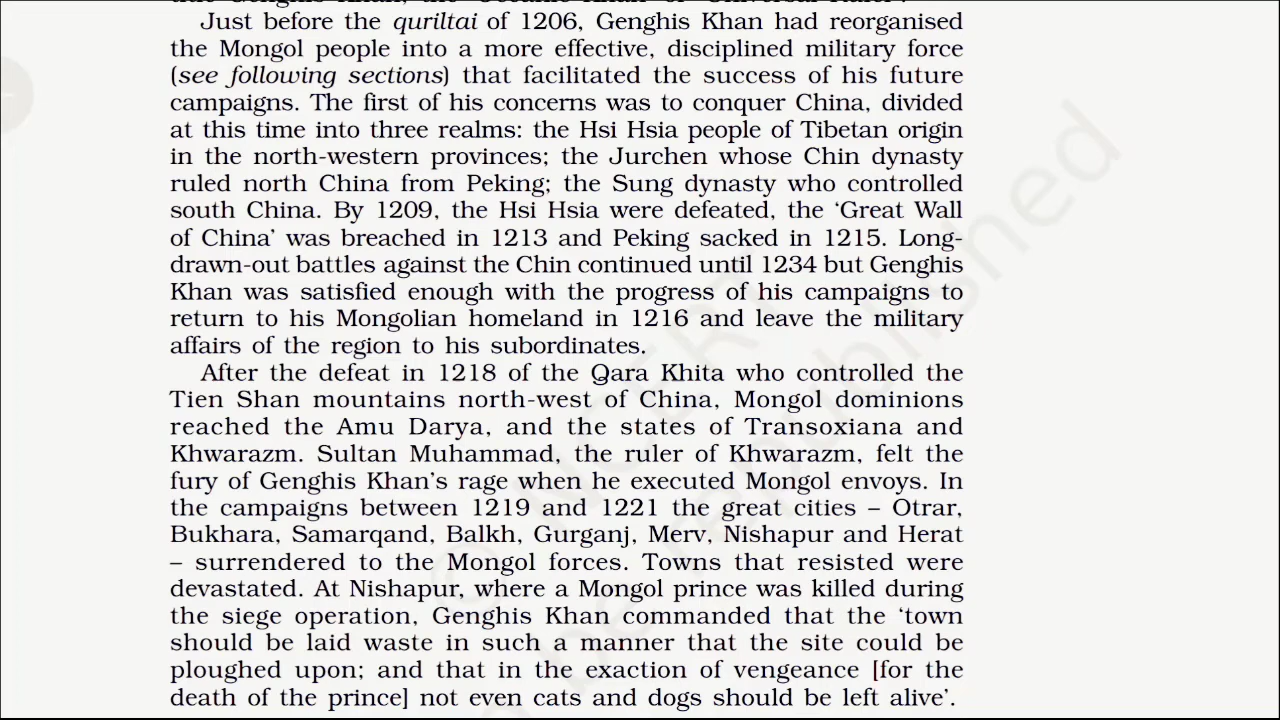 Just before the quriltai of 1206, Genghis Khan had reorganised
the Mongol people into a more effective, disciplined military force
(see following sections) that facilitated the success of his future
campaigns. The first of his concerns was to conquer China, divided
at this time into three realms: the Hsi Hsia people of Tibetan origin
in the north-western provinces; the Jurchen whose Chin dynasty
ruled north China from Peking; the Sung dynasty who controlled
south China. By 1209, the Hsi Hsia were defeated, the ‘Great Wall
of China’ was breached in 1213 and Peking sacked in 1215. Long-
drawn-out battles against the Chin continued until 1234 but Genghis
Khan was satisfied enough with the progress of his campaigns to
return to his Mongolian homeland in 1216 and leave the military
affairs of the region to his subordinates.
After the defeat in 1218 of the Qara Khita who controlled the
Tien Shan mountains north-west of China, Mongol dominions
reached the Amu Darya, and the states of Transoxiana and
Khwarazm. Sultan Muhammad, the ruler of Khwarazm, felt the
fury of Genghis Khan’s rage when he executed Mongol envoys. In
the campaigns between 1219 and 1221 the great cities – Otrar,
Bukhara, Samarqand, Balkh, Gurganj, Merv, Nishapur and Herat
– surrendered to the Mongol forces. Towns that resisted were
devastated. At Nishapur, where a Mongol prince was killed during
the siege operation, Genghis Khan commanded that the ‘town
should be laid waste in such a manner that the site could be
ploughed upon; and that in the exaction of vengeance [for the
death of the prince] not even cats and dogs should be left alive’.